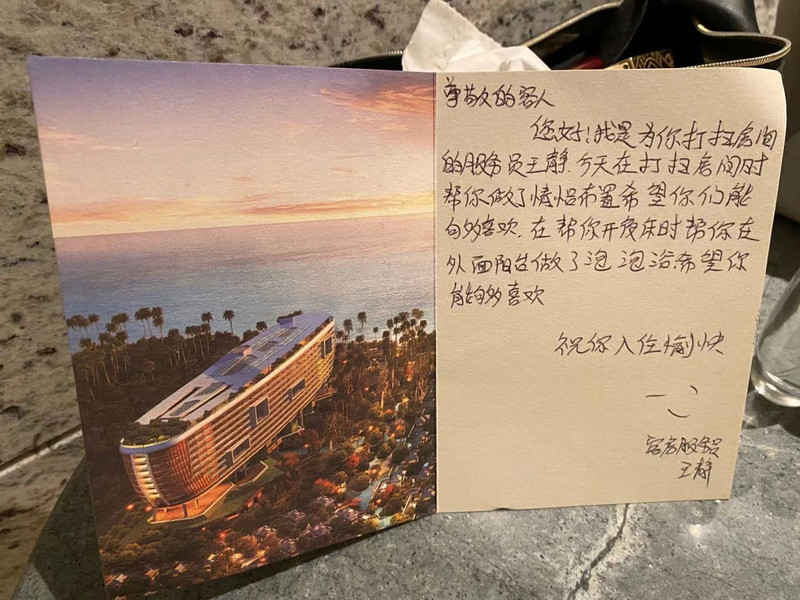 尊敬的客人
您好!我是为你打扫房间
的服务员王静.今天在打扫房间时
帮你做了情侣布置希望你们能
句多喜欢.在帮你开夜床时帮你在
外面阳台做了泡泡浴希望你
能够多喜欢
祝你入住愉快
客房服务员
王静